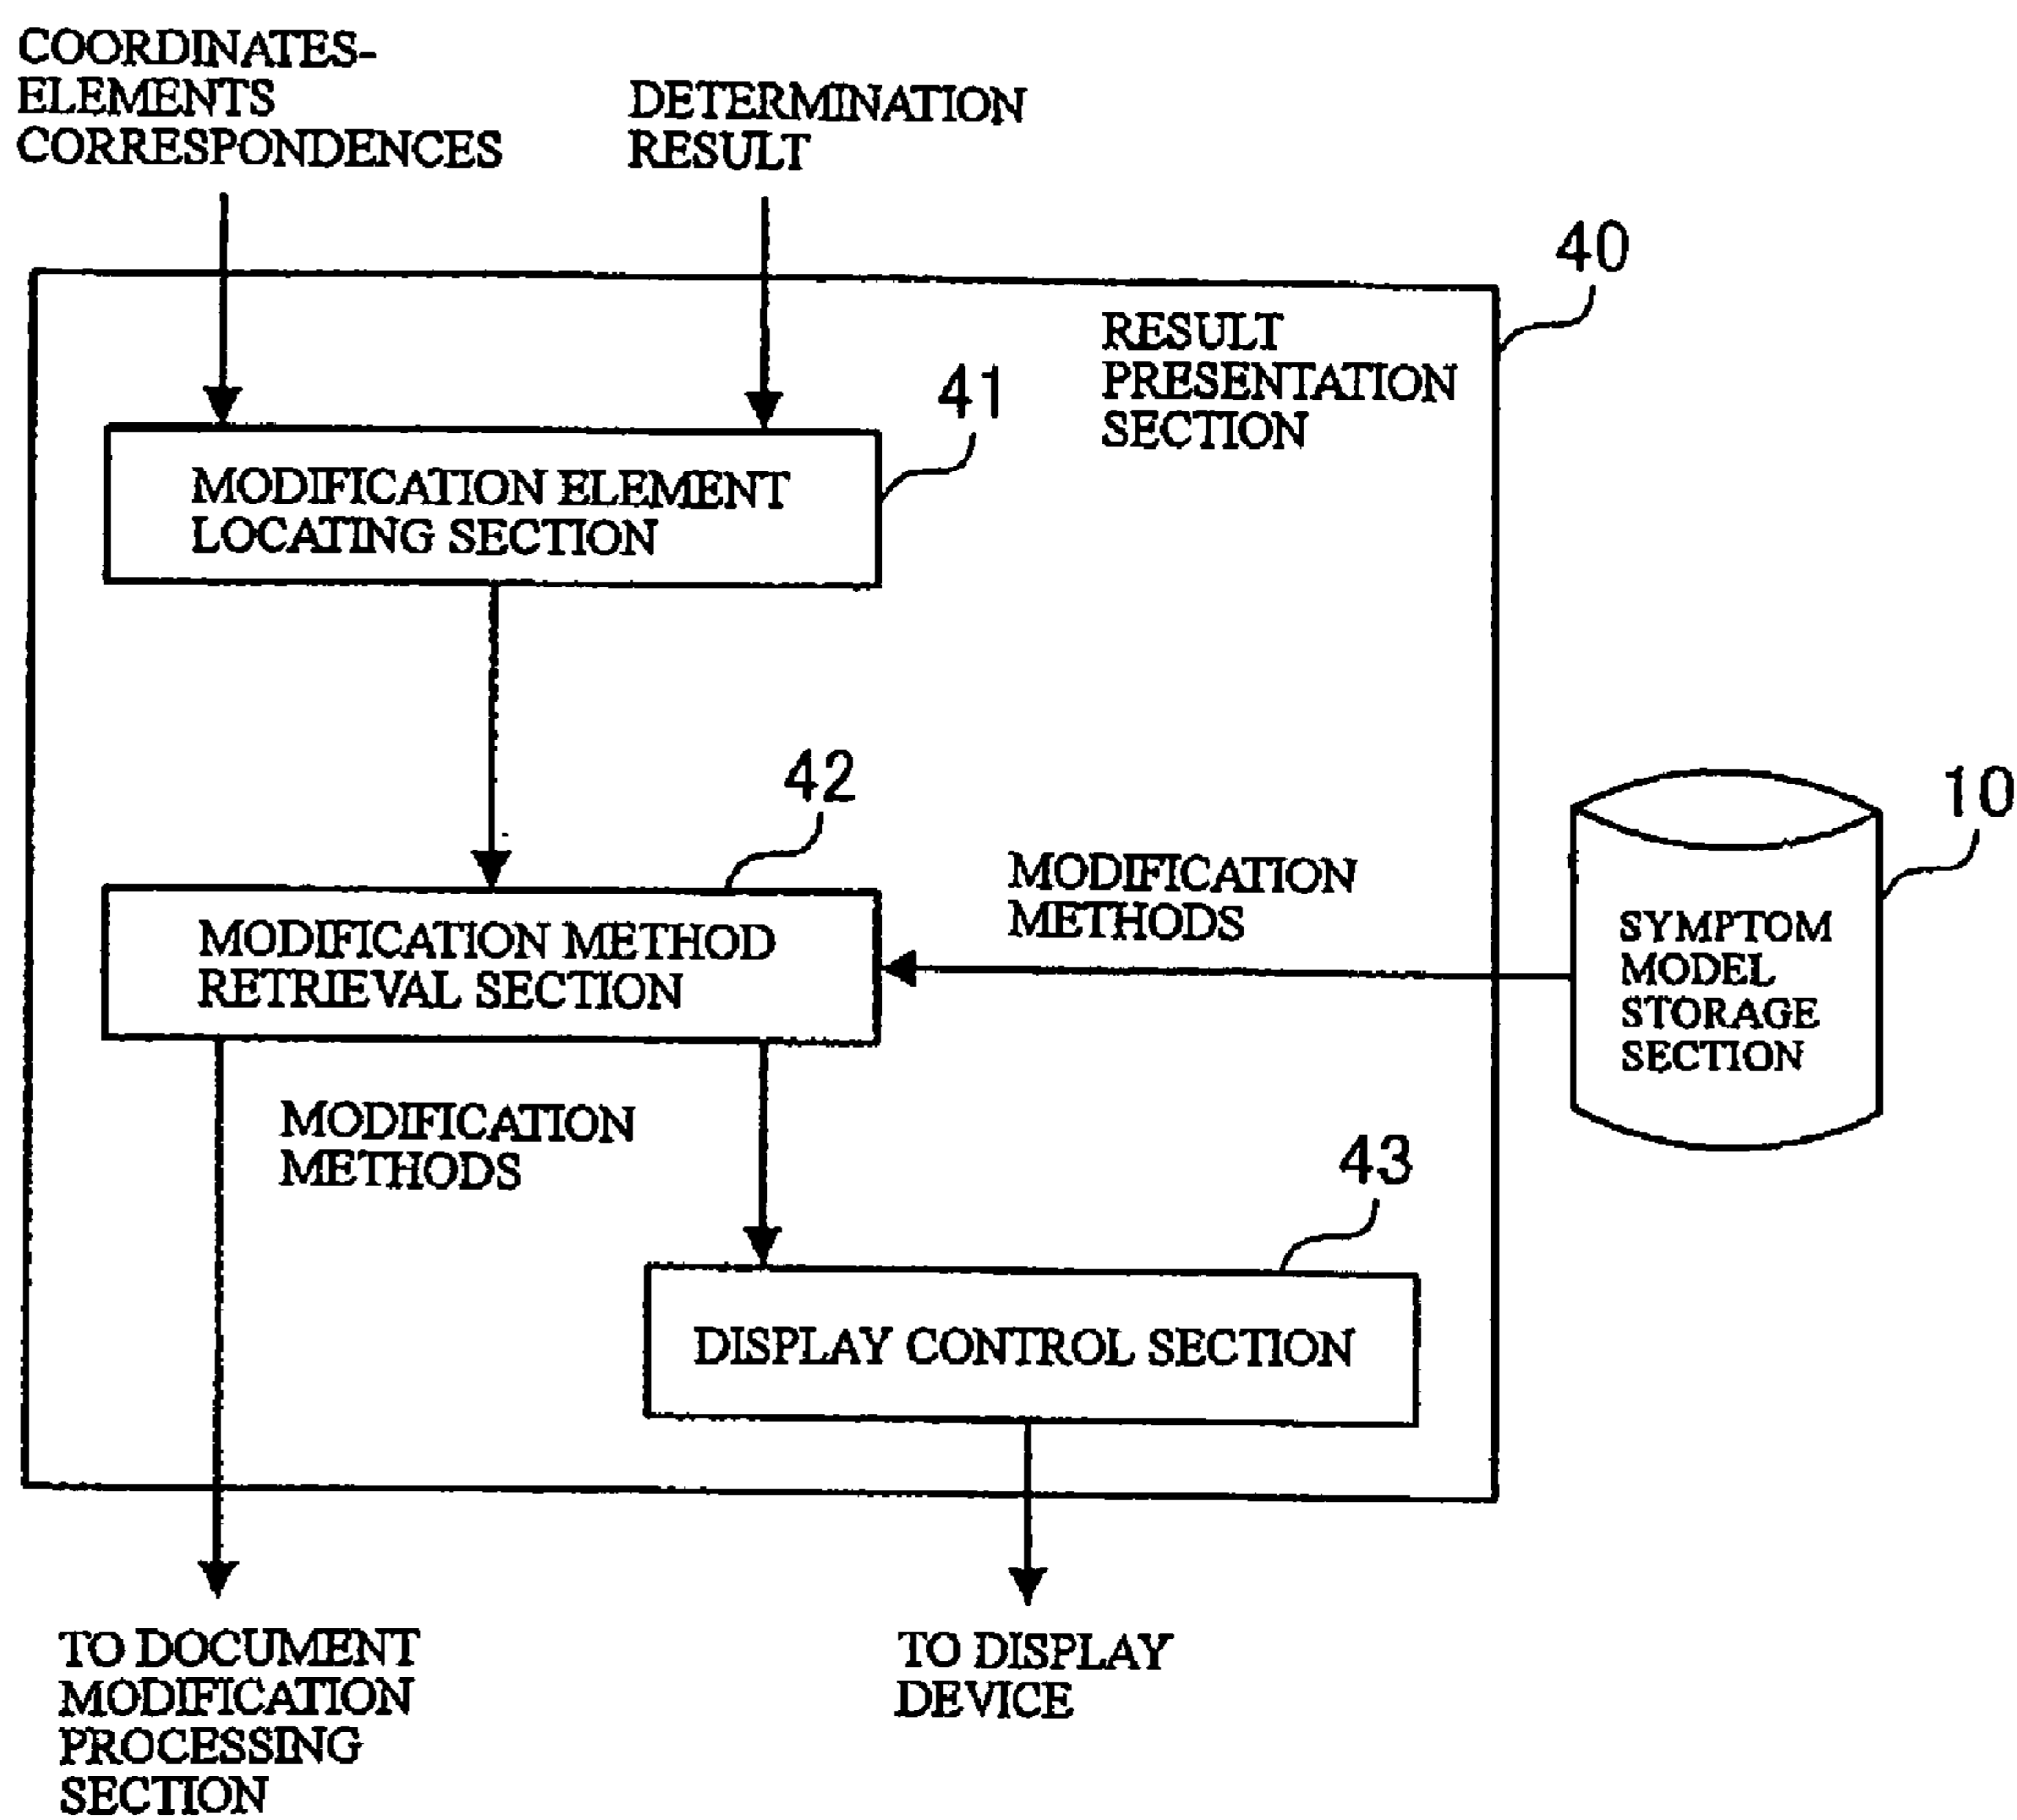 COORDINATES-
ELEMENTS
CORRESPONDENCES
DETERMINATION
RESULT
40
RESULT
PRESENTATION
SECTION
41
MODIFICATION ELEMENT
LOCATING SECTION
42
MODIFICATION METHOD
RETRIEVAL SECTION
MODIFICATION
METHODS
10
SYMPTOM
MODEL
STORAGE
SECTION
MODIFICATION
METHODS
43
DISPLAY CONTROL SECTION
TO DOCUMENT
MODIFICATION
PROCESSING
SECTION
TO DISPLAY
DEVICE